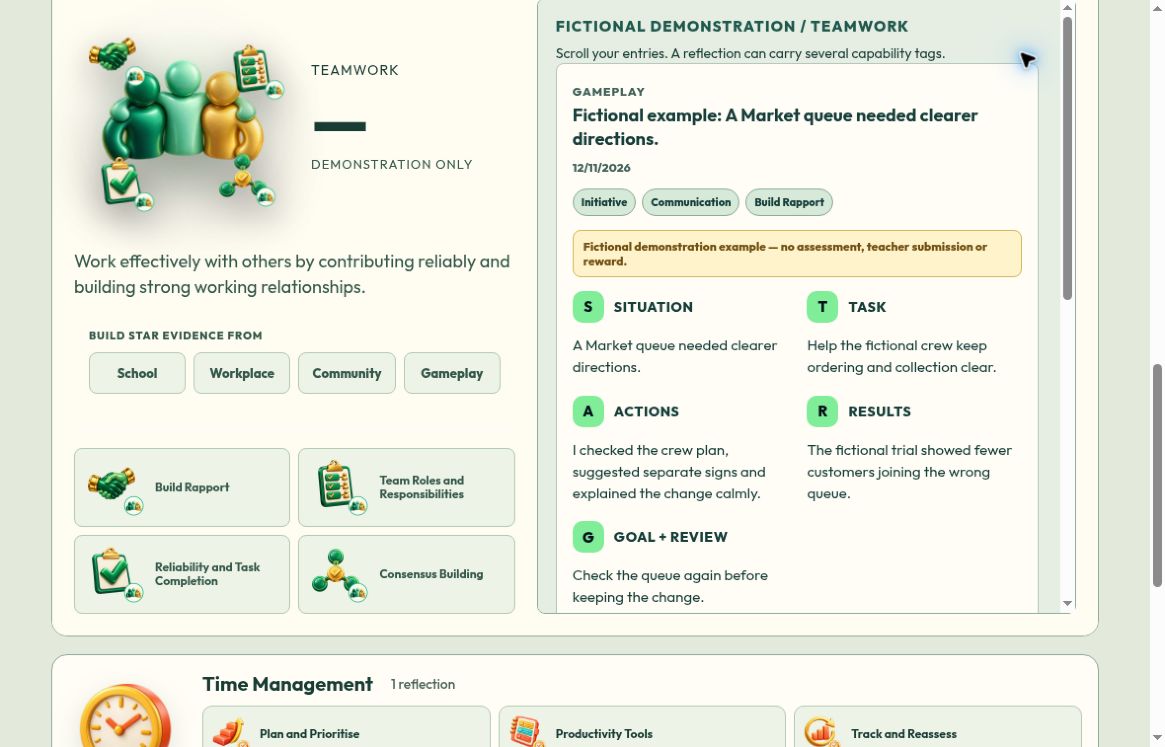 TEAMWORK
DEMONSTRATION ONLY
Work effectively with others by contributing reliably and
building strong working relationships.
BUILD STAR EVIDENCE FROM
School
Workplace
Community
Gameplay
Build Rapport
Team Roles and
Responsibilities
Reliability and Task
Completion
Consensus Building
FICTIONAL DEMONSTRATION / TEAMWORK
Scroll your entries. A reflection can carry several capability tags.
GAMEPLAY
Fictional example: A Market queue needed clearer
directions.
12/11/2026
Initiative
Communication
Build Rapport
Fictional demonstration example — no assessment, teacher submission or
reward.
S SITUATION
A Market queue needed clearer
directions.
T TASK
Help the fictional crew keep
ordering and collection clear.
A ACTIONS
I checked the crew plan,
suggested separate signs and
explained the change calmly.
R RESULTS
The fictional trial showed fewer
customers joining the wrong
queue.
G GOAL + REVIEW
Check the queue again before
keeping the change.
Time Management 1 reflection
Plan and Prioritise
Productivity Tools
Track and Reassess